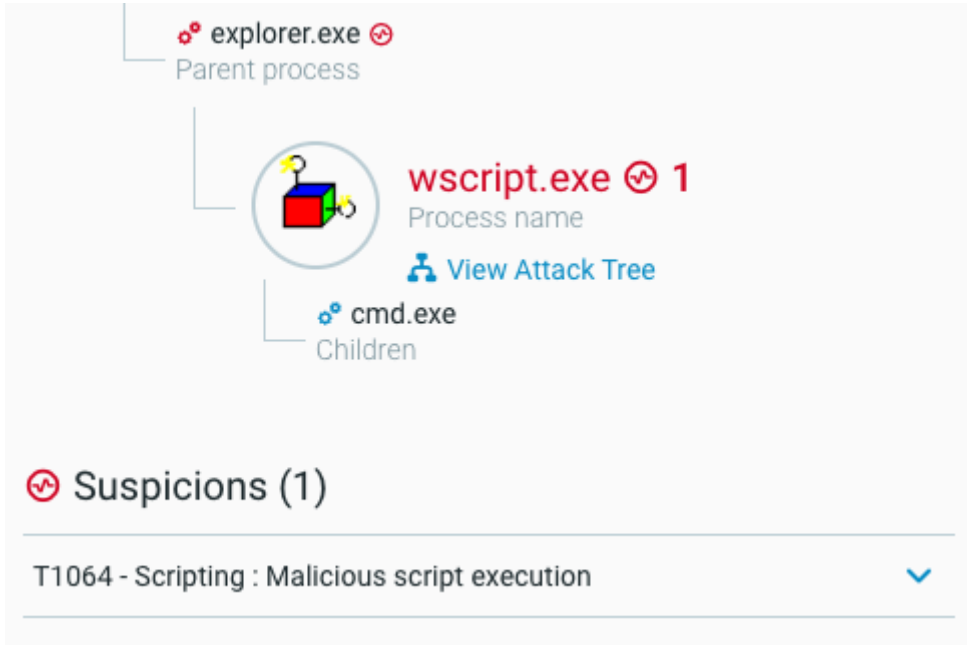 explorer.exe
Parent process
wscript.exe 1
Process name
View Attack Tree
cmd.exe
Children
Suspicions (1)
T1064 - Scripting : Malicious script execution